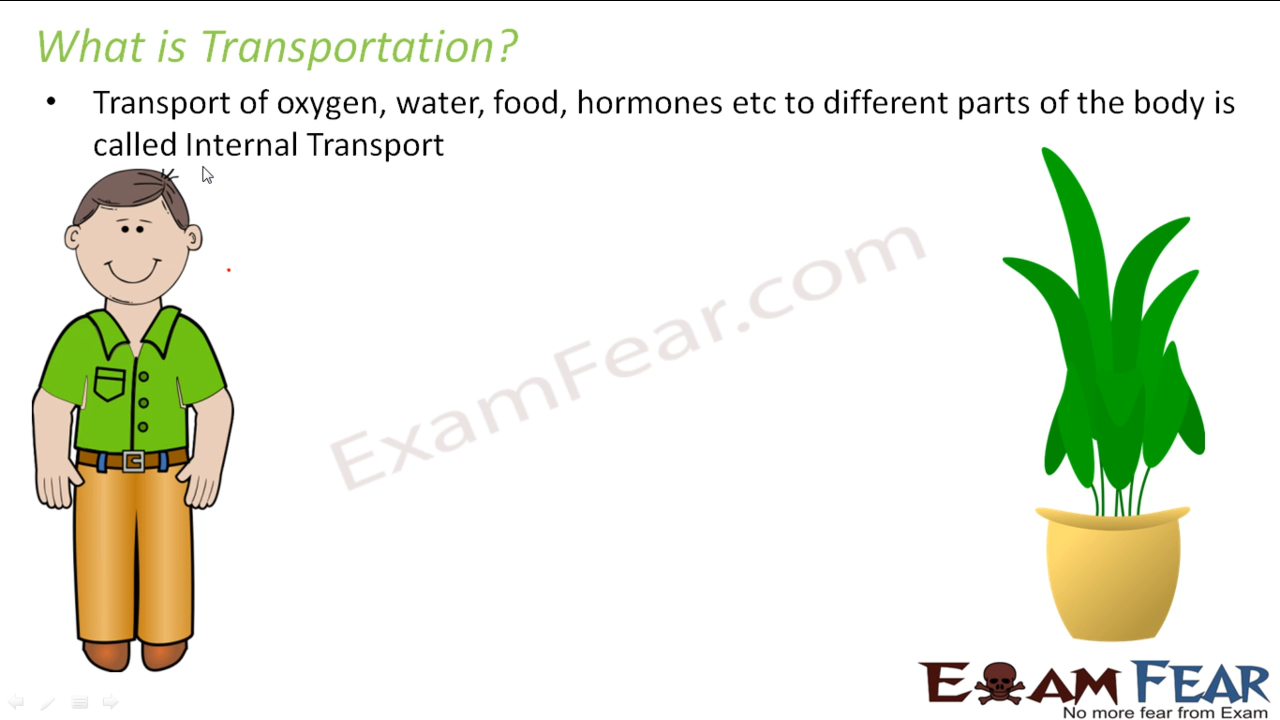 What is Transportation?
• Transport of oxygen, water, food, hormones etc to different parts of the body is
called Internal Transport
ExamFear.com
EXAM FEAR
No more fear from Exam